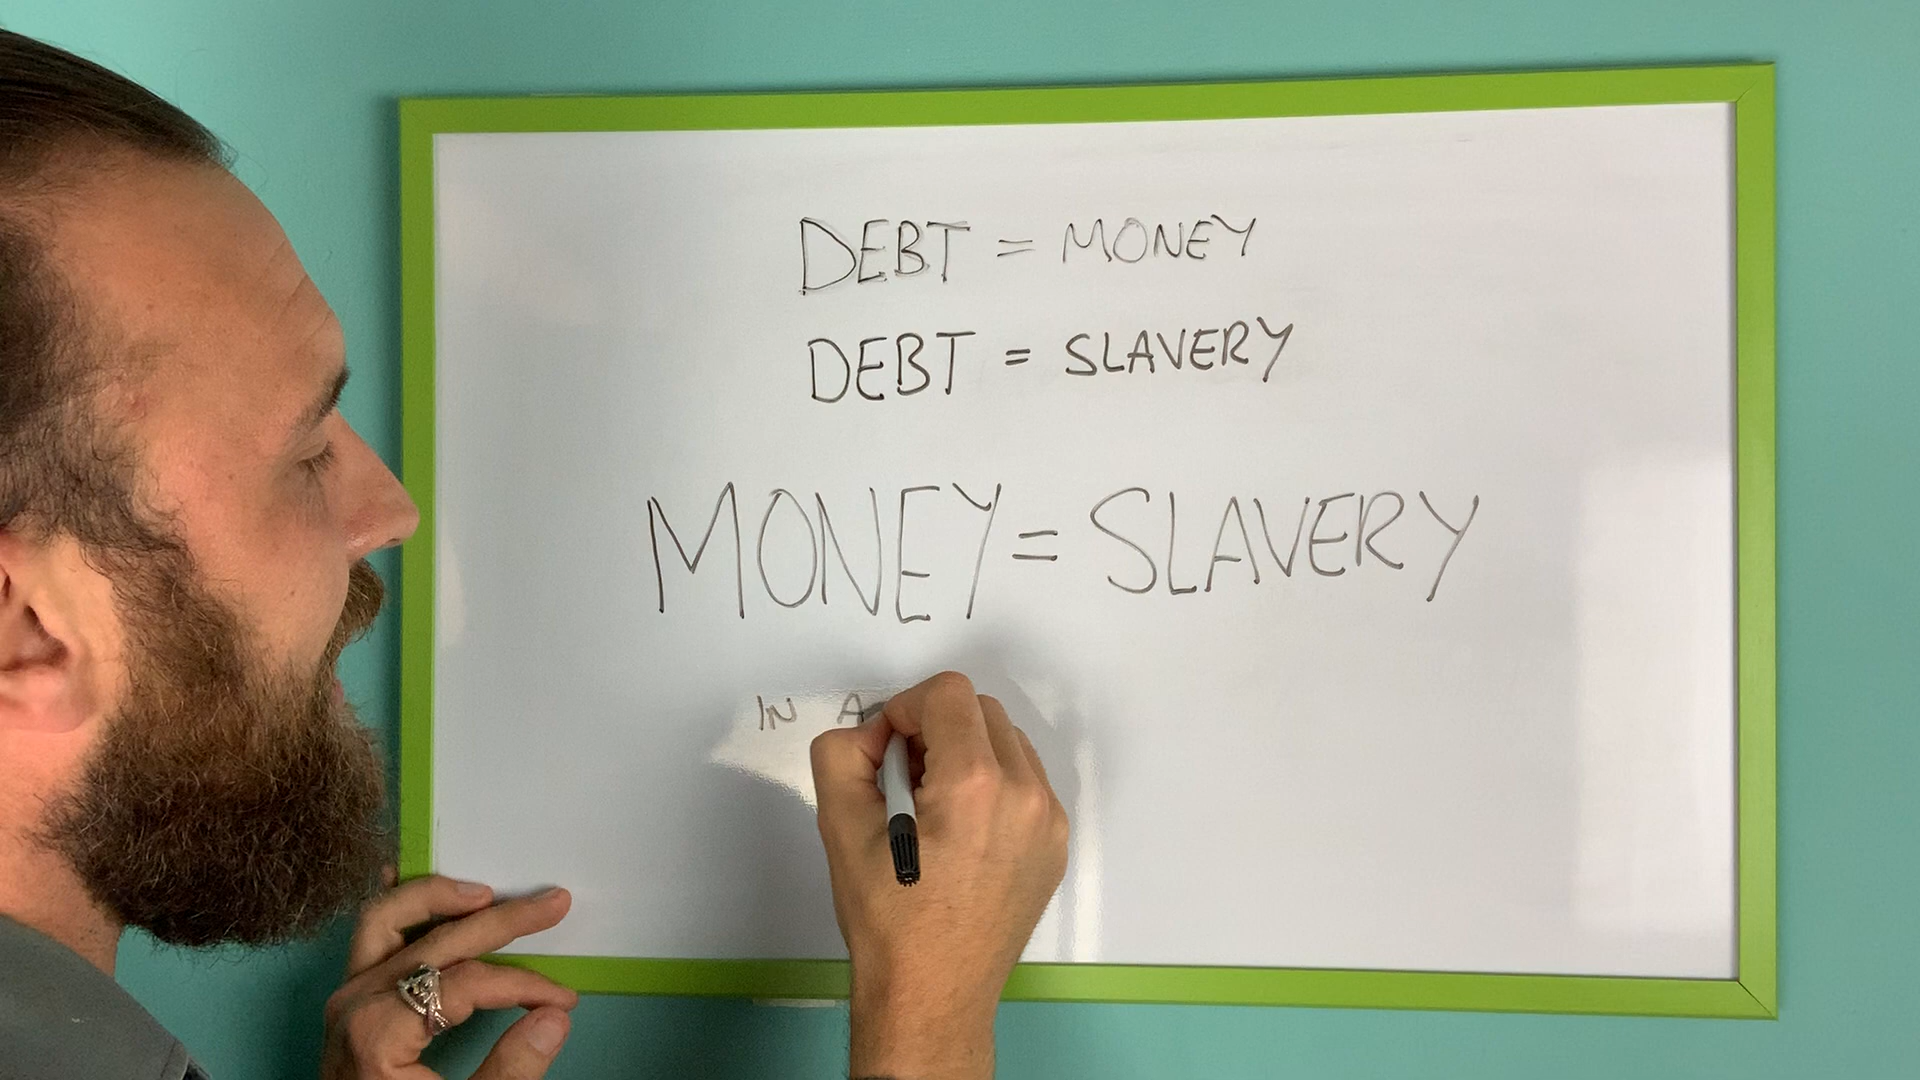 DEBT = MONEY
DEBT = SLAVERY
MONEY = SLAVERY
IN A